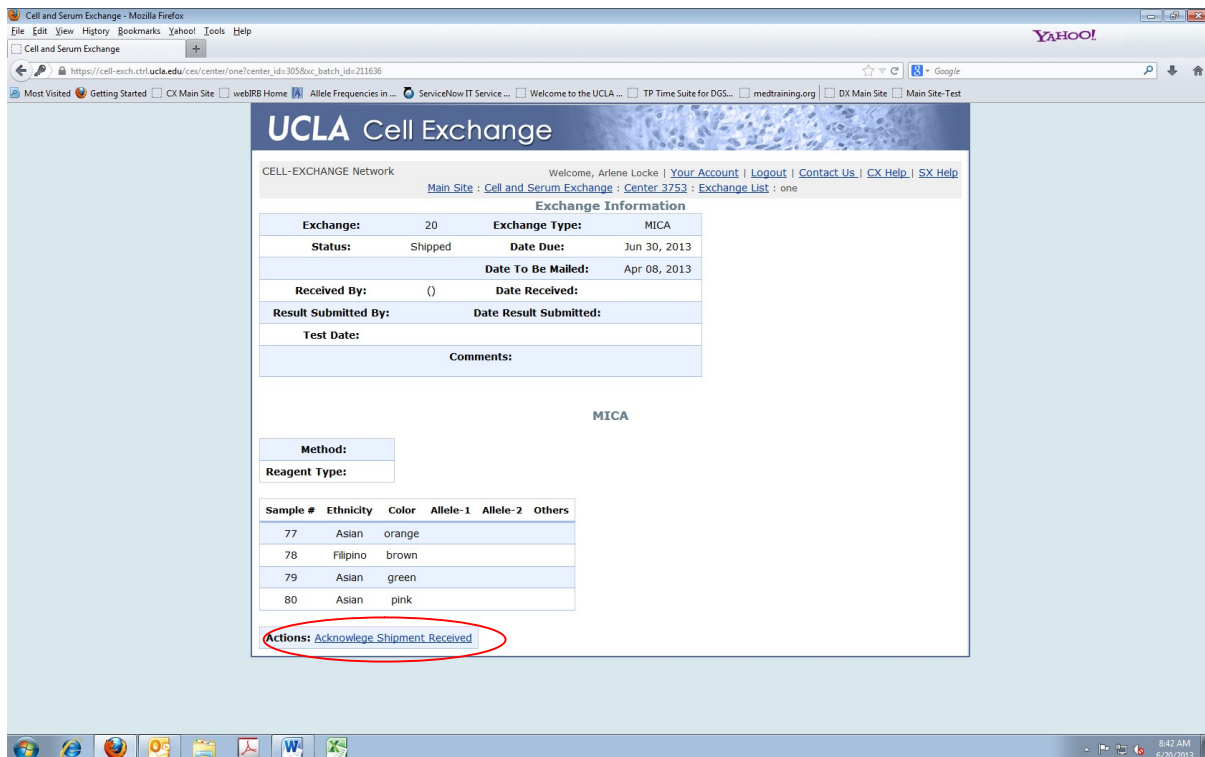 Cell and Serum Exchange - Mozilla Firefox
File Edit View History Bookmarks Yahoo! Tools Help
YAHOO!
Cell and Serum Exchange +
https://cell-exch.ctrl.ucla.edu/cex/center/one?center_id=305&xc_batch_id=211636
Google
Most Visited Getting Started CX Main Site webIRB Home Allele Frequencies in ... ServiceNow IT Service ... Welcome to the UCLA ... TP Time Suite for DGS... medtraining.org DX Main Site Main Site-Test
UCLA Cell Exchange
CELL-EXCHANGE Network Welcome, Arlene Locke | Your Account | Logout | Contact Us | CX Help | SX Help
Main Site : Cell and Serum Exchange : Center 3753 : Exchange List : one
Exchange Information
Exchange: 20 Exchange Type: MICA
Status: Shipped Date Due: Jun 30, 2013
Date To Be Mailed: Apr 08, 2013
Received By: () Date Received:
Result Submitted By: Date Result Submitted:
Test Date:
Comments:
MICA
Method:
Reagent Type:
Sample # Ethnicity Color Allele-1 Allele-2 Others
77 Asian orange
78 Filipino brown
79 Asian green
80 Asian pink
Actions: Acknowlege Shipment Received
8:42 AM
6/20/2013